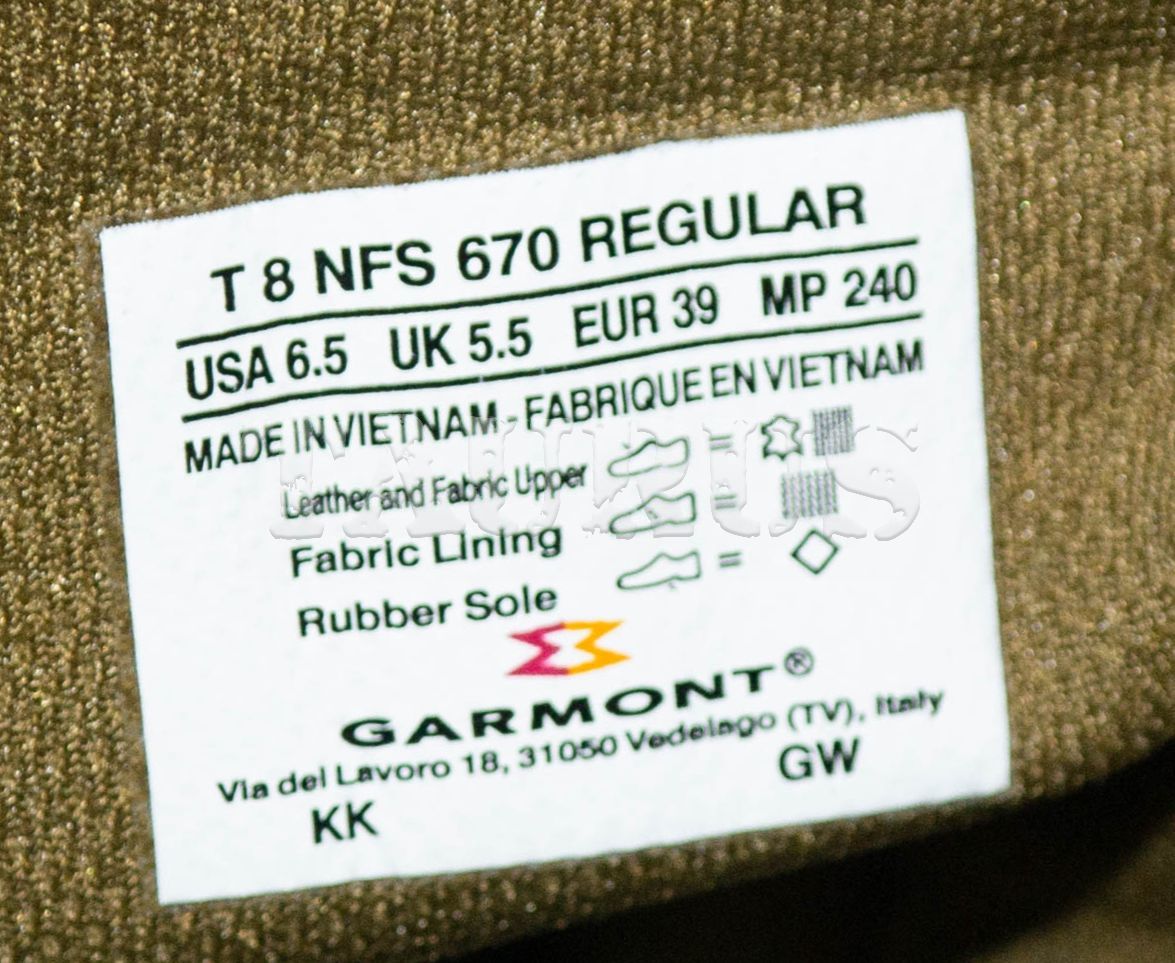 T 8 NFS 670 REGULAR
USA 6.5 UK 5.5 EUR 39 MP 240
MADE IN VIETNAM - FABRIQUE EN VIETNAM
Leather and Fabric Upper = 
Fabric Lining = 
Rubber Sole = 
TAURUS
GARMONT®
Via del Lavoro 18, 31050 Vedelago (TV), Italy
KK GW